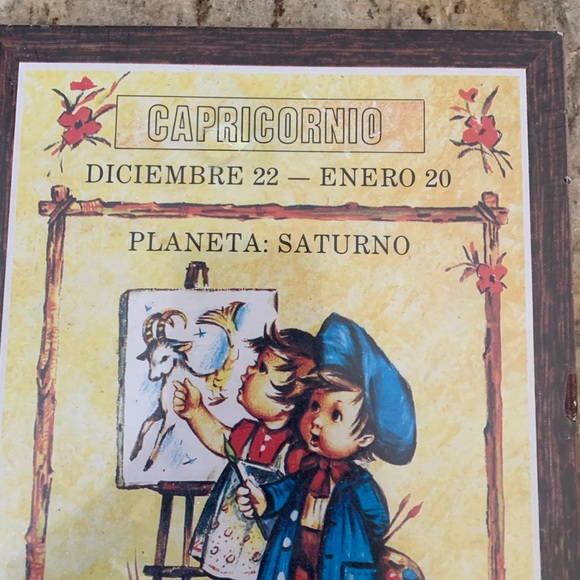 CAPRICORNIO
DICIEMBRE 22 — ENERO 20
PLANETA: SATURNO